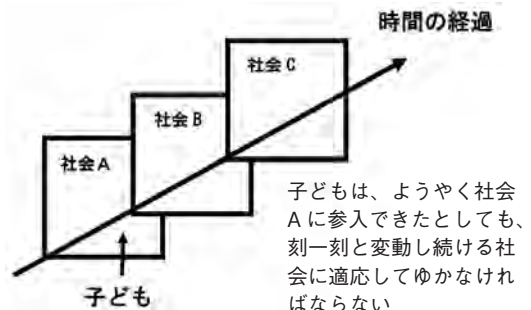 時間の経過
社会 C
社会 B
社会 A
子どもは、ようやく社会
A に参入できたとしても、
刻一刻と変動し続ける社
会に適応してゆかなけれ
ばならない
子ども